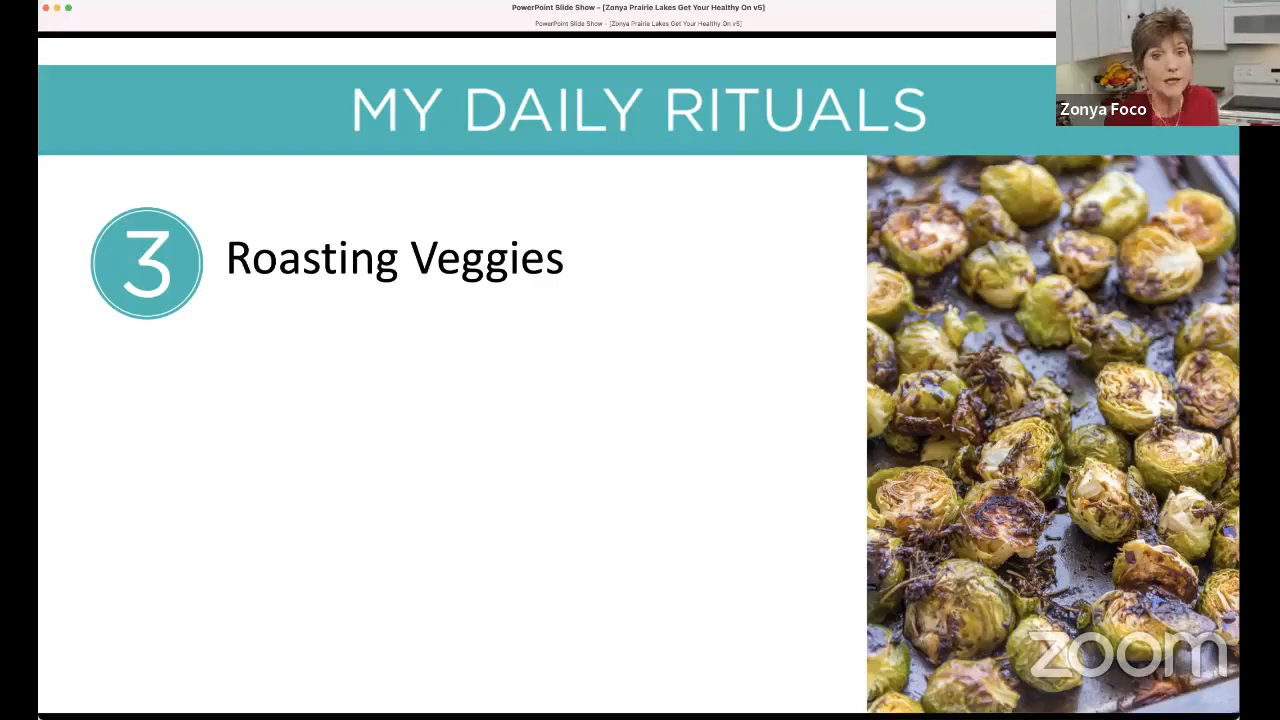 PowerPoint Slide Show - [Zonya Prairie Lakes Get Your Healthy On v5]
PowerPoint Slide Show - [Zonya Prairie Lakes Get Your Healthy On v5]
Zonya Foco
MY DAILY RITUALS
3 Roasting Veggies
zoom